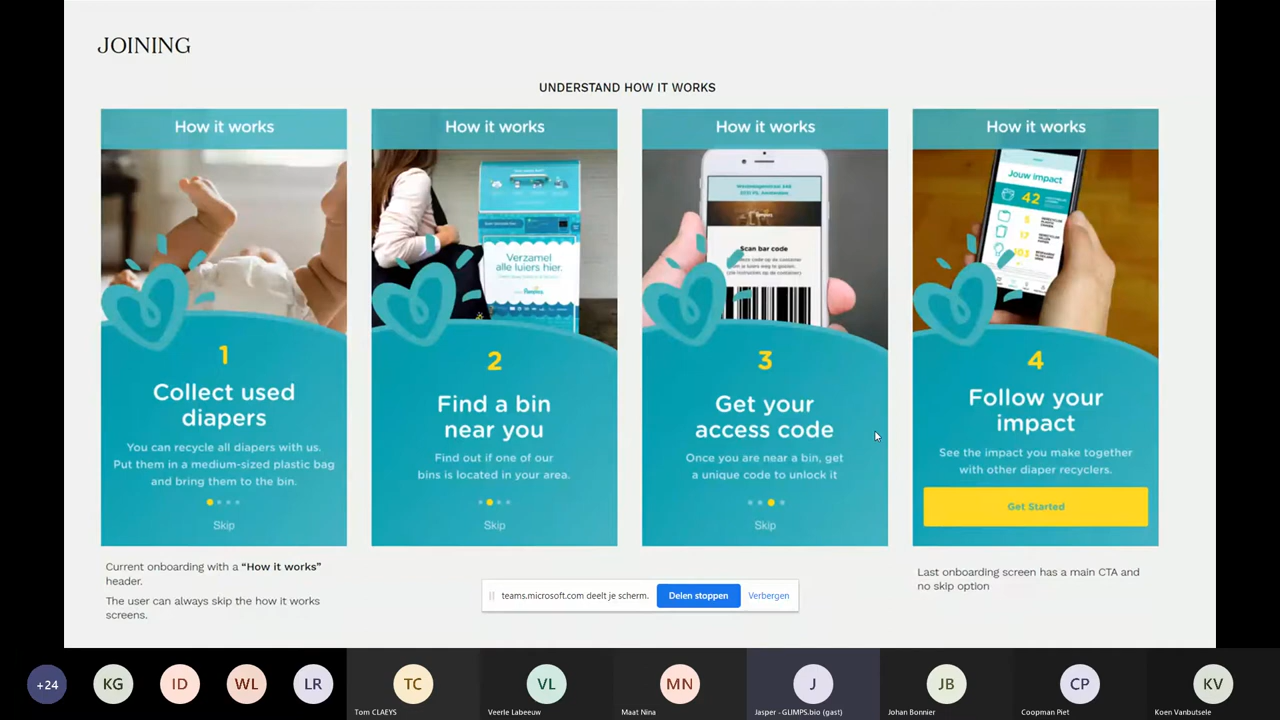 JOINING
UNDERSTAND HOW IT WORKS
How it works
1
Collect used
diapers
You can recycle all diapers with us.
Put them in a medium-sized plastic bag
and bring them to the bin.
Skip
How it works
Verzamel
alle luiers hier.
2
Find a bin
near you
Find out if one of our
bins is located in your area.
Skip
How it works
Scan bar code
3
Get your
access code
Once you are near a bin, get
a unique code to unlock it
Skip
How it works
Jouw impact
42
5
17
103
4
Follow your
impact
See the impact you make together
with other diaper recyclers.
Get Started
Current onboarding with a “How it works”
header.
The user can always skip the how it works
screens.
Last onboarding screen has a main CTA and
no skip option
teams.microsoft.com deelt je scherm.
Delen stoppen
Verbergen
+24
KG
ID
WL
LR
TC
Tom CLAEYS
VL
Veerle Labeeuw
MN
Maat Nina
J
Jasper - GLIMPS.bio (gast)
JB
Johan Bonnier
CP
Coopman Piet
KV
Koen Vanbutsele